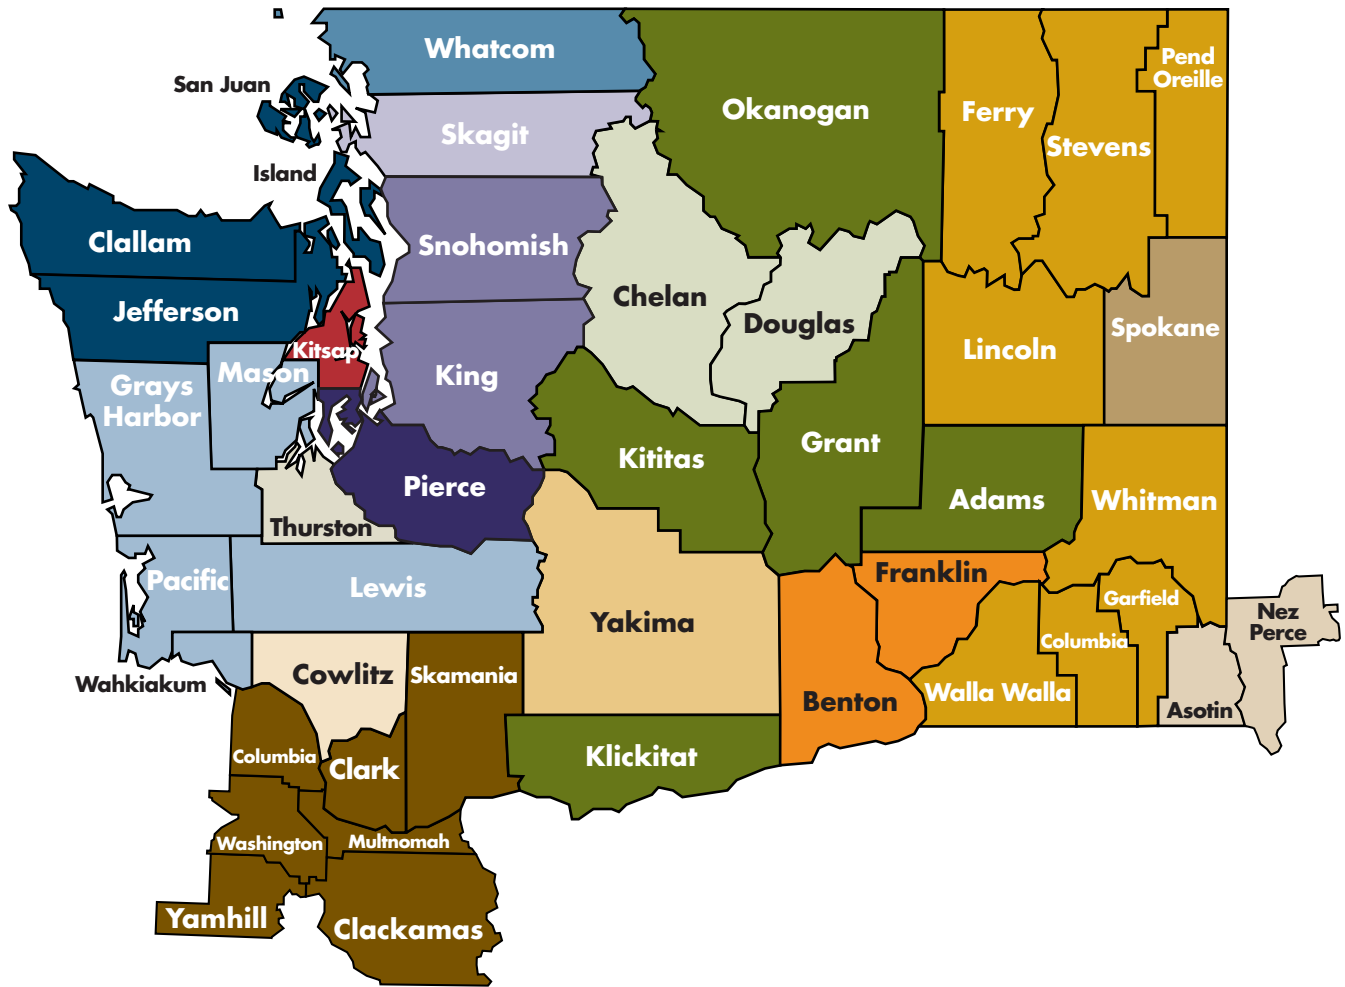 Whatcom
San Juan
Skagit
Okanogan
Ferry
Stevens
Pend
Oreille
Island
Clallam
Snohomish
Chelan
Jefferson
Douglas
Kitsap
Spokane
Lincoln
Grays
Harbor
Mason
King
Kititas
Grant
Pierce
Adams
Whitman
Thurston
Pacific
Lewis
Yakima
Franklin
Garfield
Nez
Perce
Columbia
Wahkiakum
Cowlitz
Skamania
Benton
Walla Walla
Asotin
Columbia
Clark
Klickitat
Washington
Multnomah
Yamhill
Clackamas